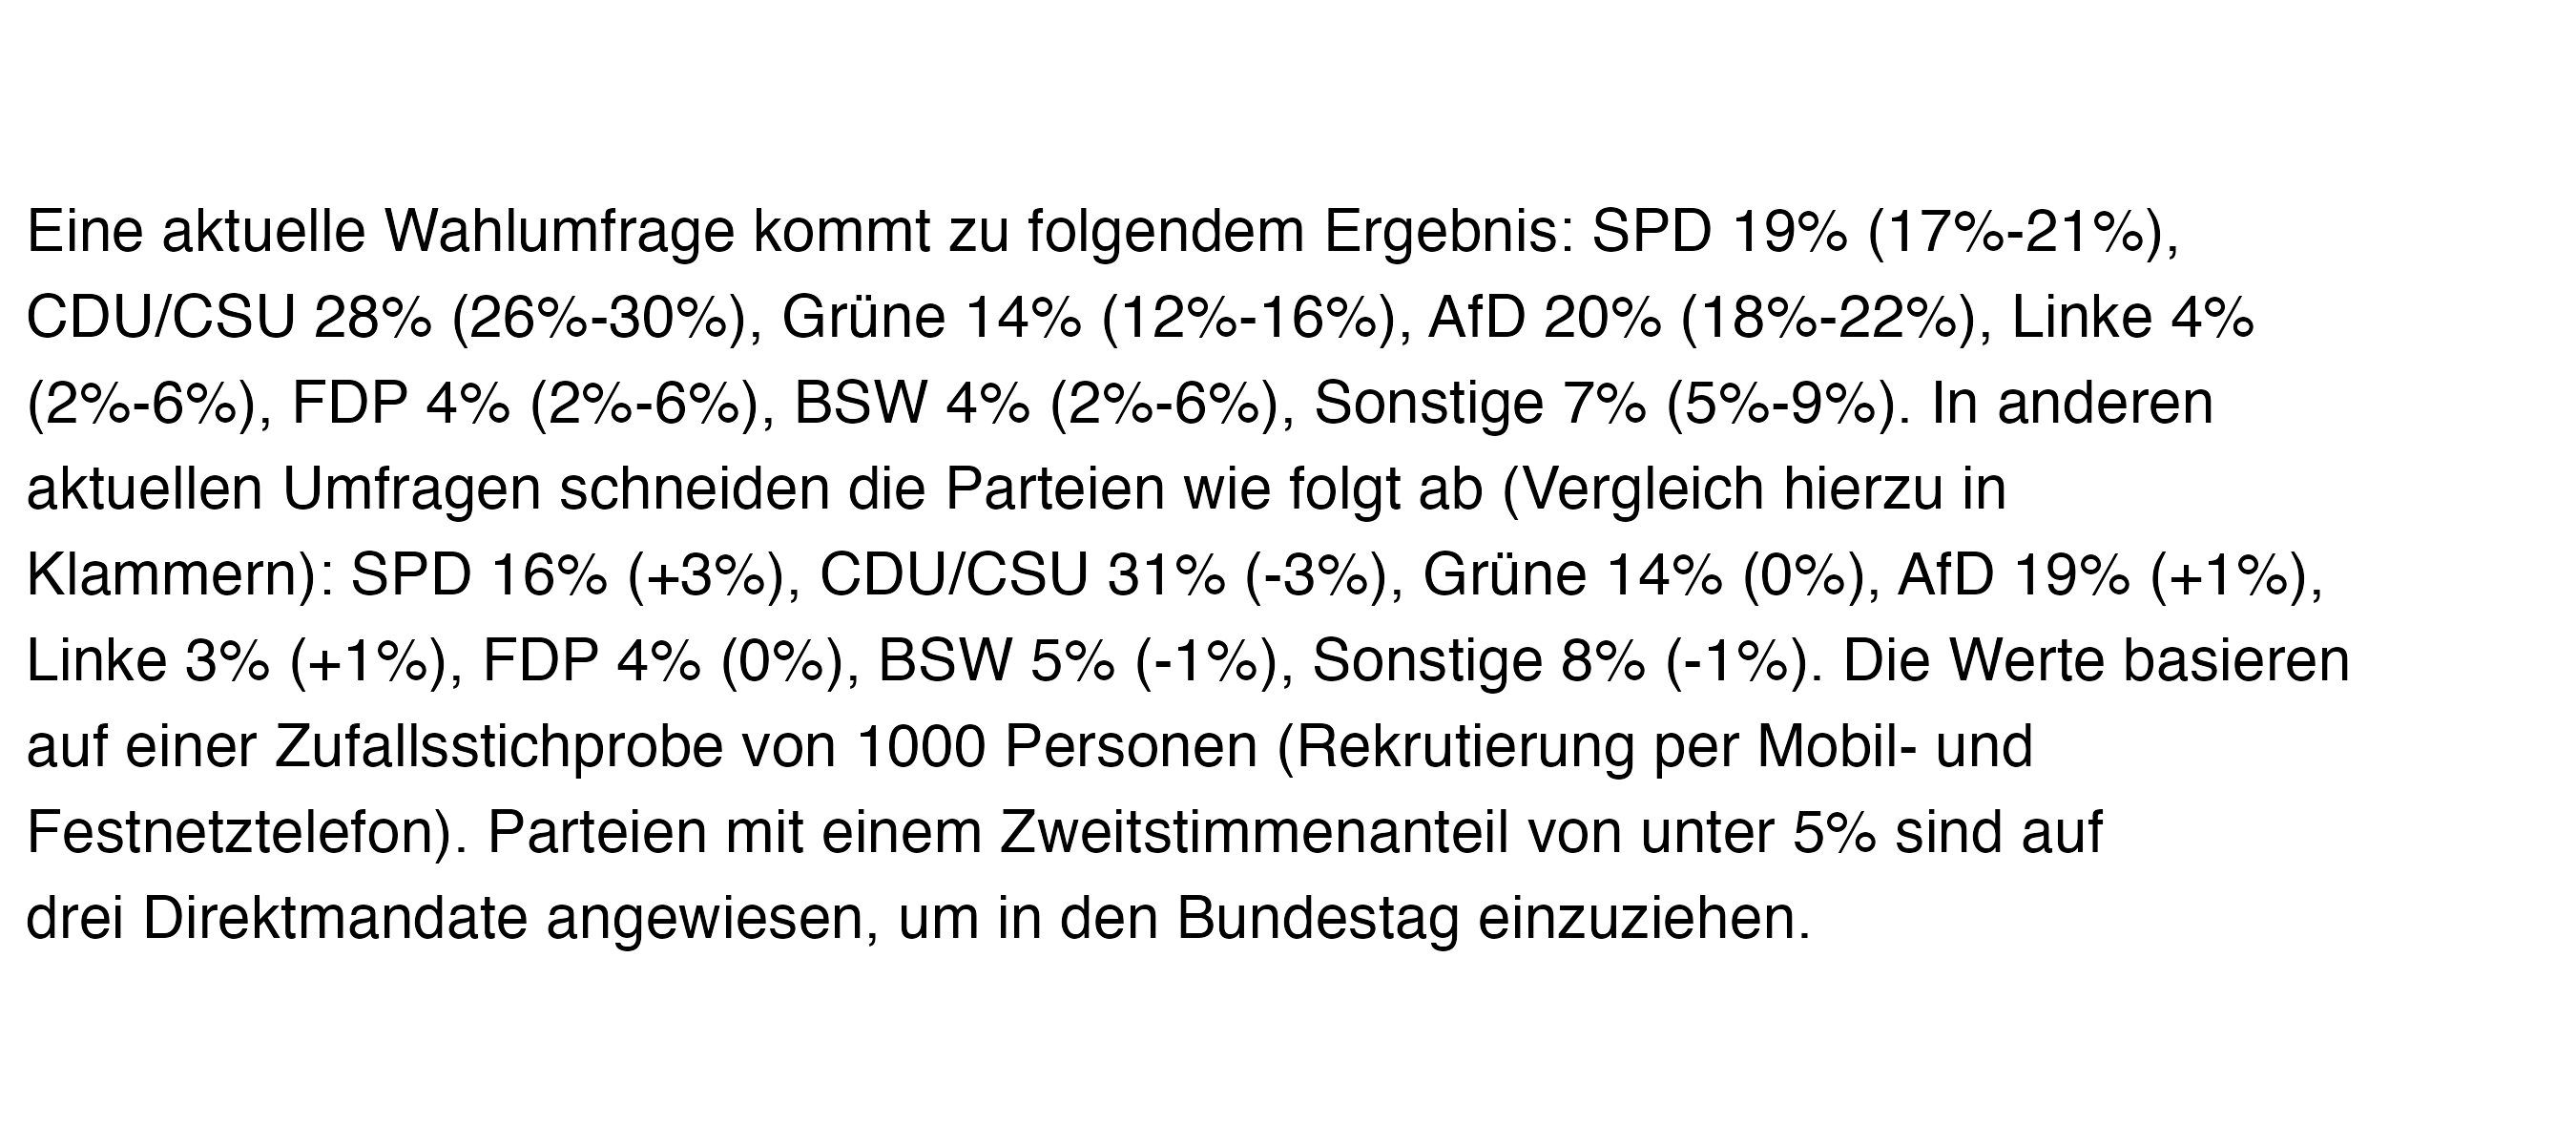 Eine aktuelle Wahlumfrage kommt zu folgendem Ergebnis: SPD 19% (17%-21%),
CDU/CSU 28% (26%-30%), Grüne 14% (12%-16%), AfD 20% (18%-22%), Linke 4%
(2%-6%), FDP 4% (2%-6%), BSW 4% (2%-6%), Sonstige 7% (5%-9%). In anderen
aktuellen Umfragen schneiden die Parteien wie folgt ab (Vergleich hierzu in
Klammern): SPD 16% (+3%), CDU/CSU 31% (-3%), Grüne 14% (0%), AfD 19% (+1%),
Linke 3% (+1%), FDP 4% (0%), BSW 5% (-1%), Sonstige 8% (-1%). Die Werte basieren
auf einer Zufallsstichprobe von 1000 Personen (Rekrutierung per Mobil- und
Festnetztelefon). Parteien mit einem Zweitstimmenanteil von unter 5% sind auf
drei Direktmandate angewiesen, um in den Bundestag einzuziehen.